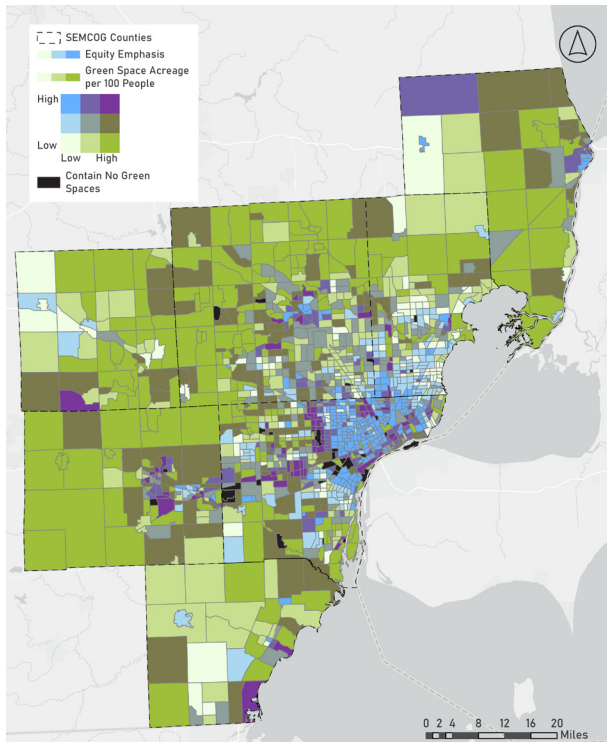 SEMCOG Counties
Equity Emphasis
Green Space Acreage
per 100 People
High
Low
Low High
Contain No Green
Spaces
0 2 4 8 12 16 20
Miles